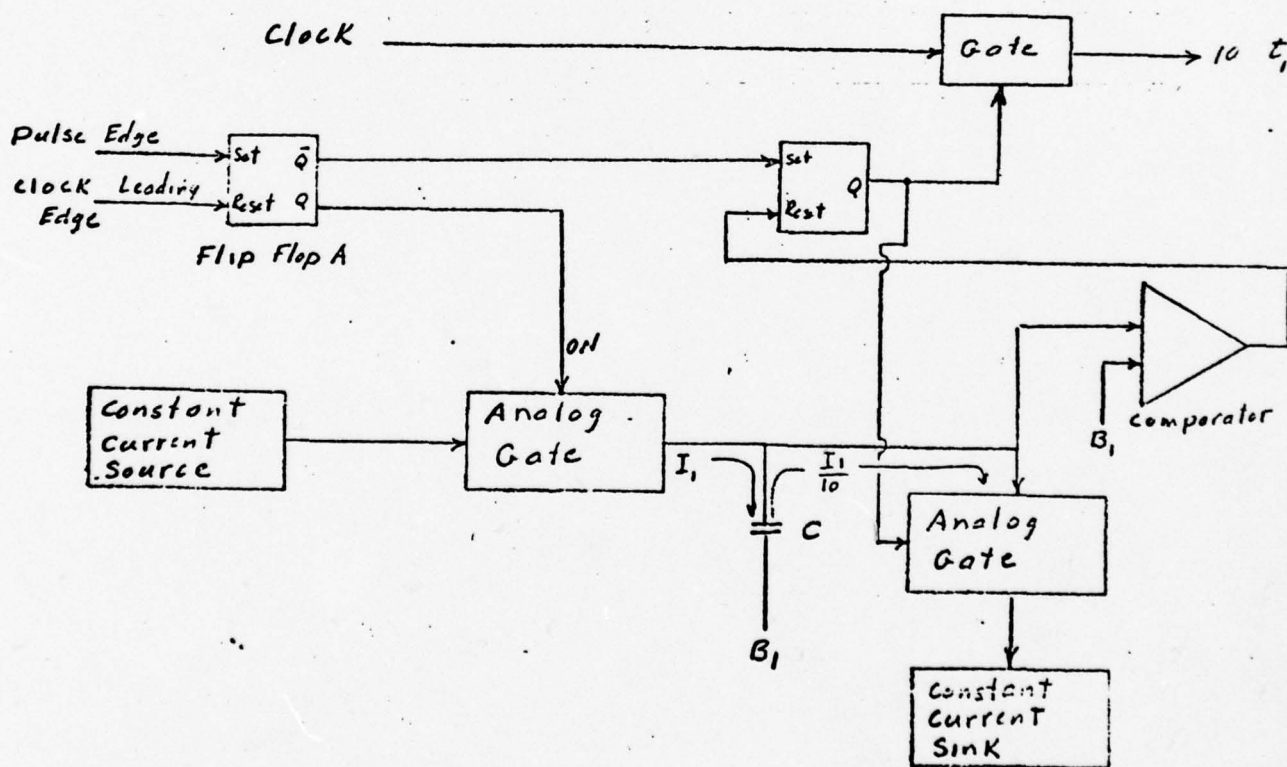 Clock
Gate
10 t₁
Pulse Edge
Set Q̄
Set
Clock Leading
Edge
Reset Q
Q
Reset
Flip Flop A
ON
Constant
Current
Source
Analog
Gate
I₁
I₁/10
C
B₁
B₁
Comparator
Analog
Gate
Constant
Current
Sink